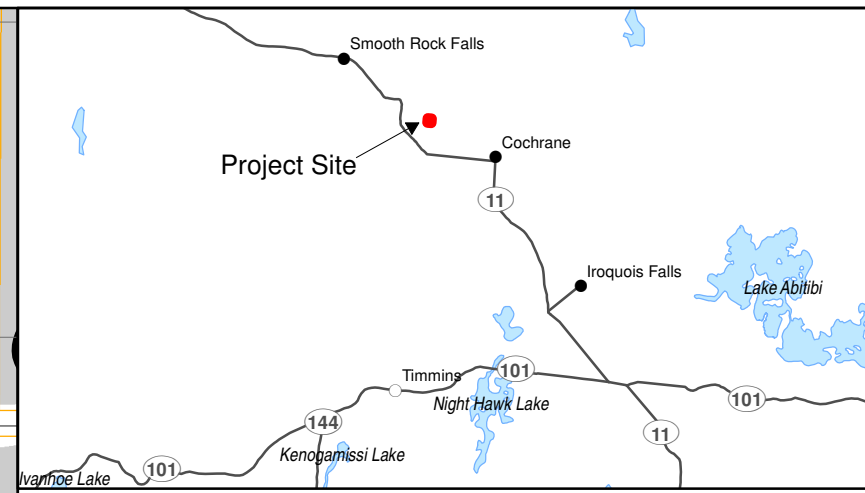 Smooth Rock Falls
Project Site
Cochrane
11
Iroquois Falls
Lake Abitibi
Timmins
101
Night Hawk Lake
101
144
11
Kenogamissi Lake
101
Ivanhoe Lake